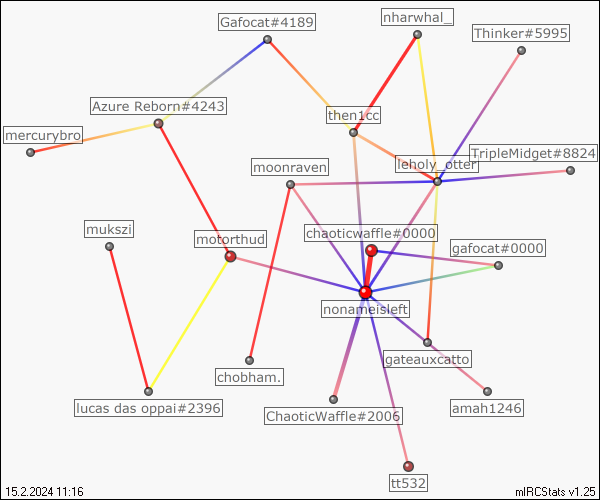 Gafocat#4189
nharwhal_
Thinker#5995
Azure Reborn#4243
then1cc
mercurybro
leholy_otter
TripleMidget#8824
moonraven
mukszi
motorthud
chaoticwaffle#0000
gafocat#0000
nonameisleft
gateauxcatto
chobham.
lucas das oppai#2396
ChaoticWaffle#2006
amah1246
tt532
15.2.2024 11:16
mIRCStats v1.25